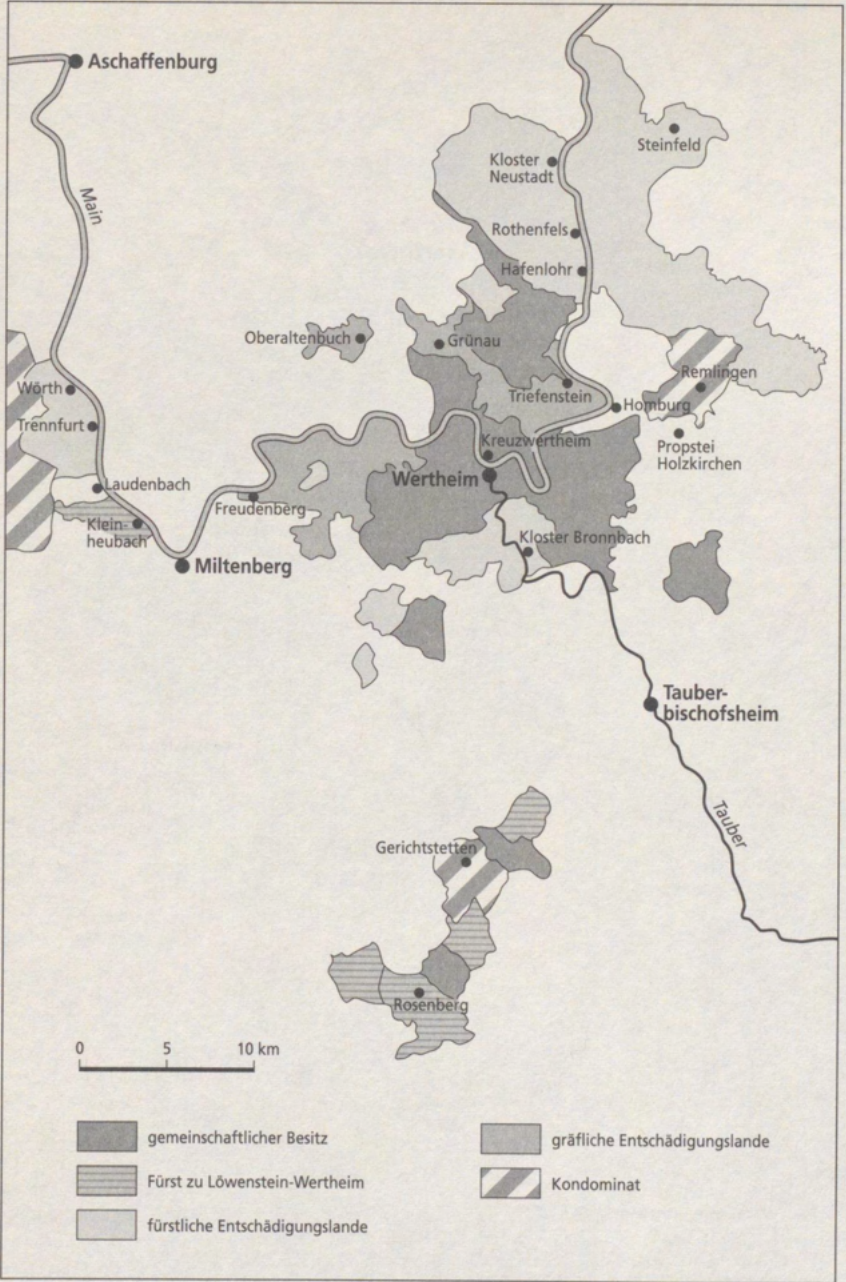 Aschaffenburg
Main
Steinfeld
Kloster
Neustadt
Rothenfels
Hafenlohr
Oberaltenbuch
Grünau
Remlingen
Wörth
Triefenstein
Homburg
Trennfurt
Kreuzwertheim
Propstei
Holzkirchen
Wertheim
Laudenbach
Freudenberg
Klein-
heubach
Kloster Bronnbach
Miltenberg
Tauber-
bischofsheim
Tauber
Gerichtstetten
Rosenberg
0 5 10 km
gemeinschaftlicher Besitz
Fürst zu Löwenstein-Wertheim
fürstliche Entschädigungslande
gräfliche Entschädigungslande
Kondominat